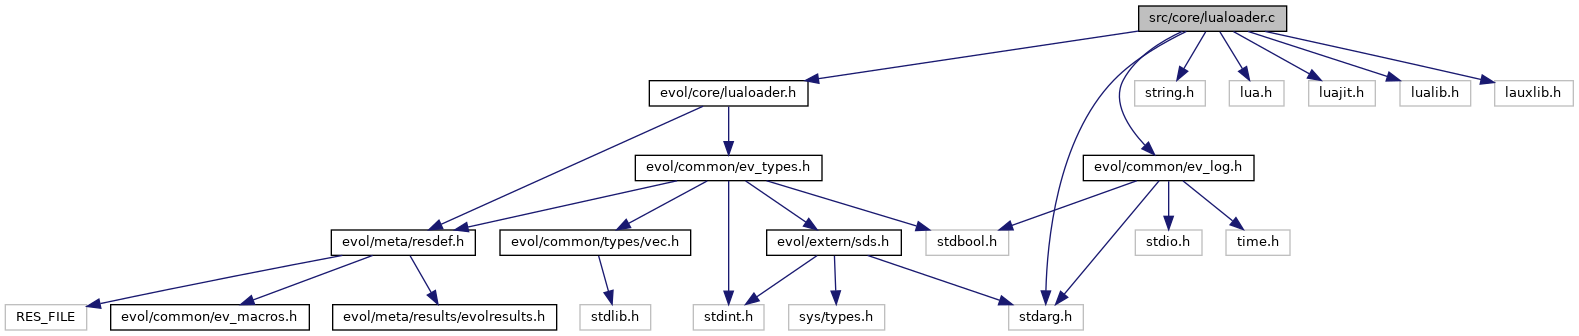 src/core/lualoader.c
evol/core/lualoader.h
string.h
lua.h
luajit.h
lualib.h
lauxlib.h
evol/common/ev_types.h
evol/common/ev_log.h
evol/meta/resdef.h
evol/common/types/vec.h
evol/extern/sds.h
stdbool.h
stdio.h
time.h
RES_FILE
evol/common/ev_macros.h
evol/meta/results/evolresults.h
stdlib.h
stdint.h
sys/types.h
stdarg.h